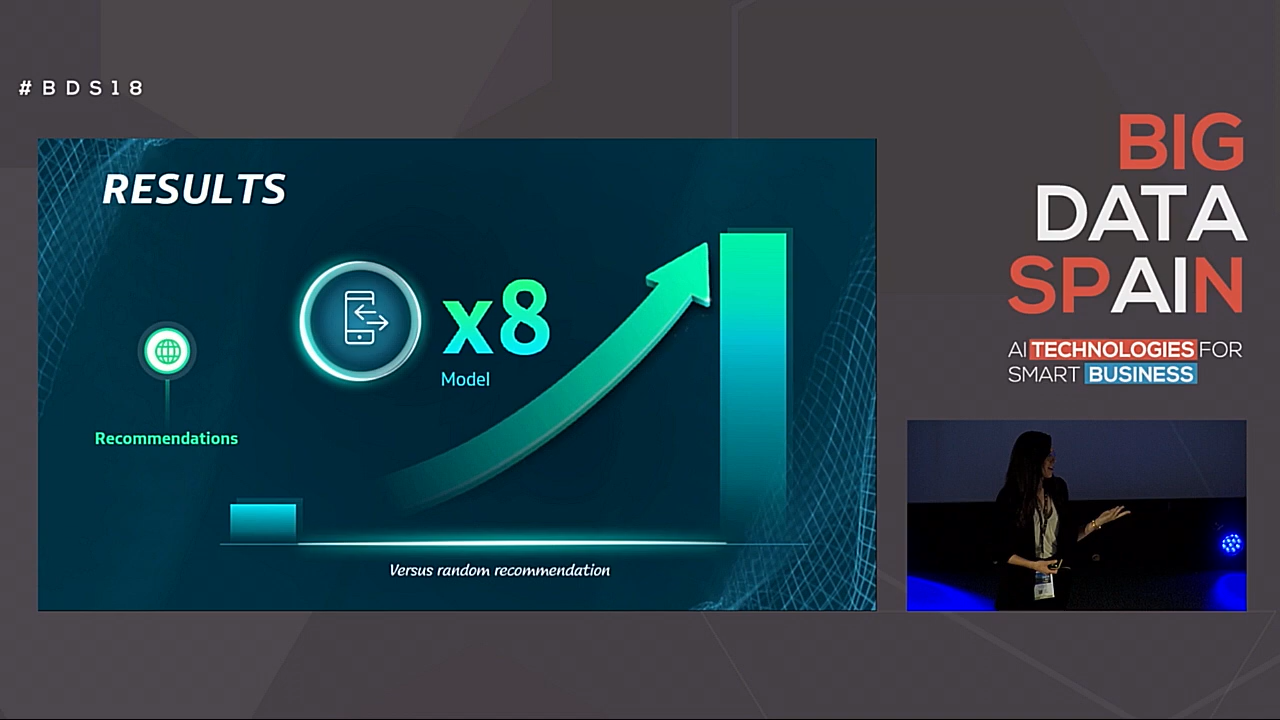 #BDS18
RESULTS
x8
Model
Recommendations
Versus random recommendation
BIG
DATA
SPAIN
AI TECHNOLOGIES FOR
SMART BUSINESS